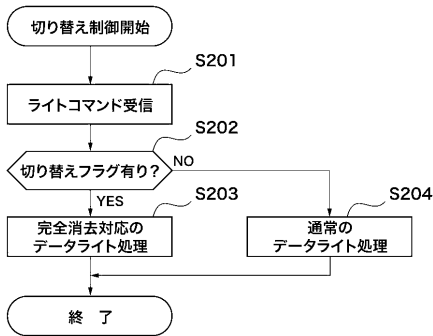 切り替え制御開始
S201
ライトコマンド受信
S202
切り替えフラグ有り？
NO
YES
S203
完全消去対応の
データライト処理
S204
通常の
データライト処理
終 了